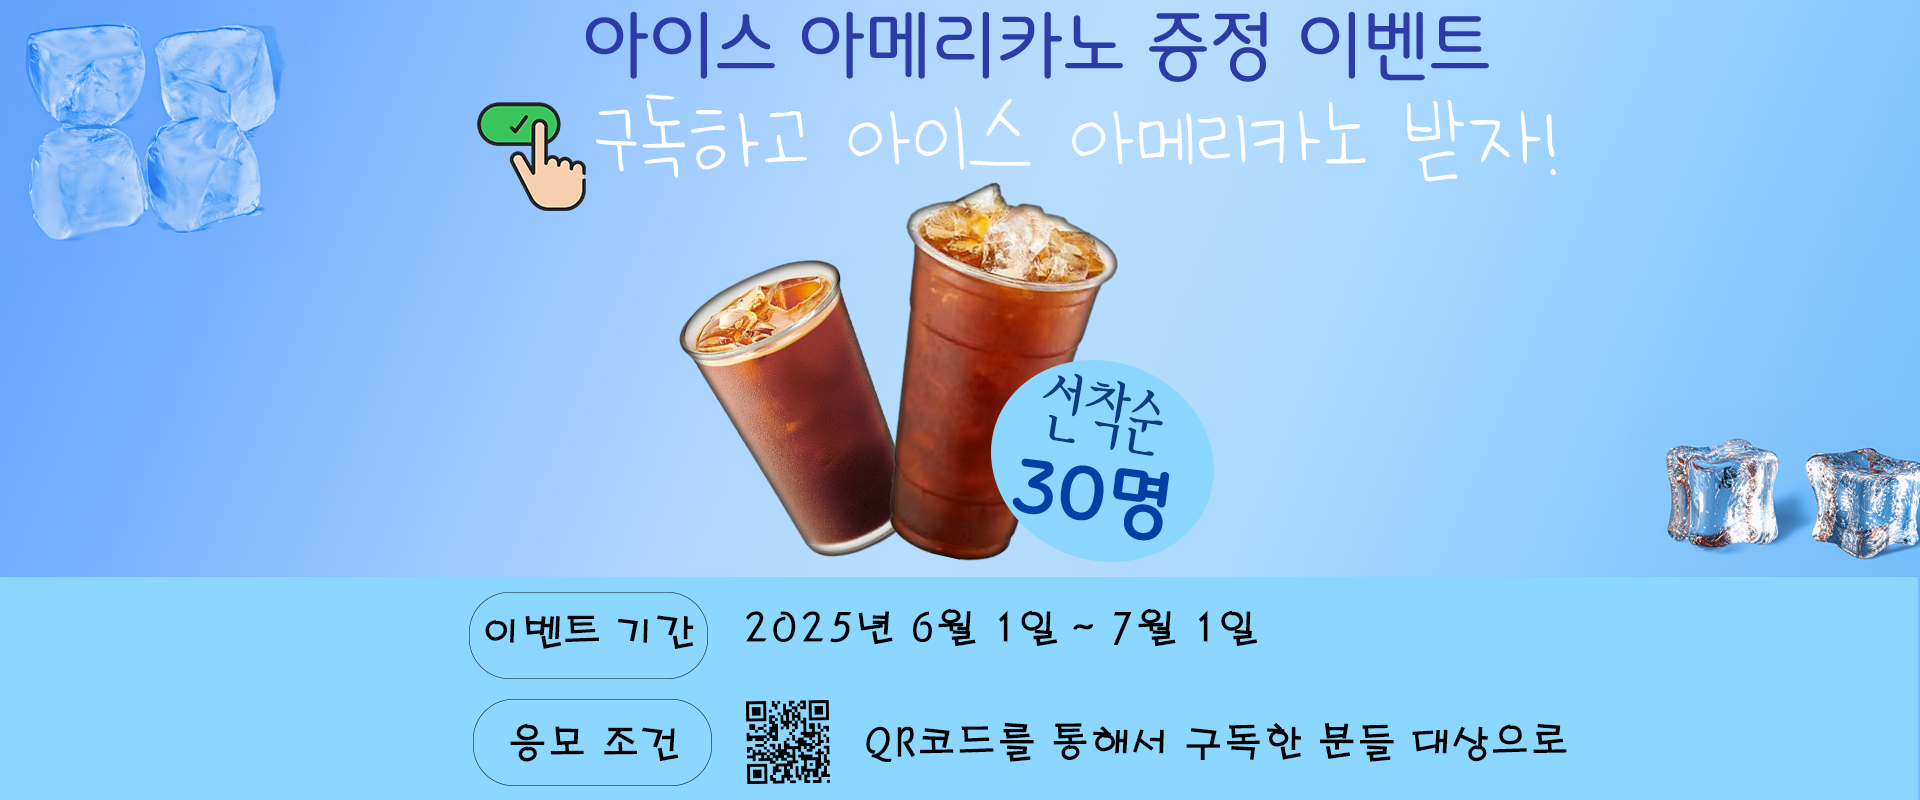 아이스 아메리카노 증정 이벤트
구독하고 아이스 아메리카노 받자!
선착순
30명
이벤트 기간
2025년 6월 1일 ~ 7월 1일
응모 조건
QR코드를 통해서 구독한 분들 대상으로